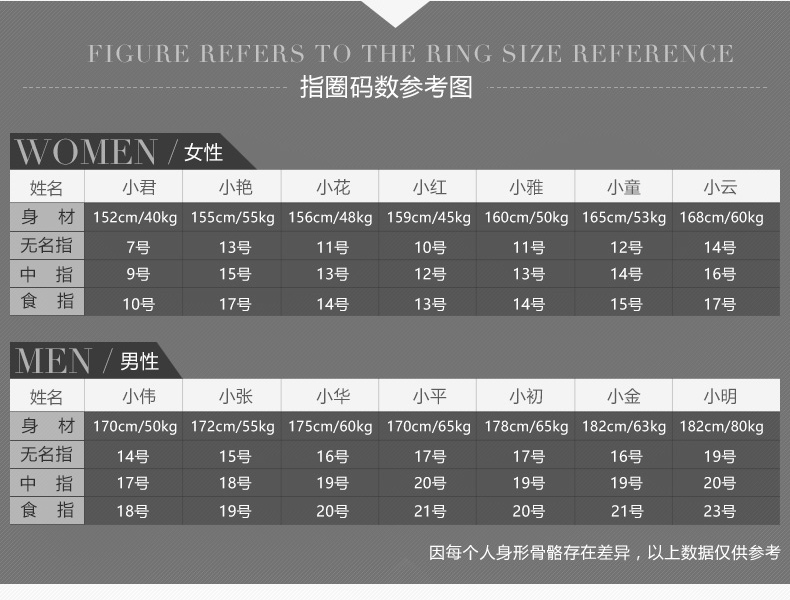 FIGURE REFERS TO THE RING SIZE REFERENCE
指圈码数参考图
WOMEN / 女性
姓名 小君 小艳 小花 小红 小雅 小童 小云
身 材 152cm/40kg 155cm/55kg 156cm/48kg 159cm/45kg 160cm/50kg 165cm/53kg 168cm/60kg
无名指 7号 13号 11号 10号 11号 12号 14号
中 指 9号 15号 13号 12号 13号 14号 16号
食 指 10号 17号 14号 13号 14号 15号 17号
MEN / 男性
姓名 小伟 小张 小华 小平 小初 小金 小明
身 材 170cm/50kg 172cm/55kg 175cm/60kg 170cm/65kg 178cm/65kg 182cm/63kg 182cm/80kg
无名指 14号 15号 16号 17号 17号 16号 19号
中 指 17号 18号 19号 20号 19号 19号 20号
食 指 18号 19号 20号 21号 20号 21号 23号
因每个人身形骨骼存在差异，以上数据仅供参考